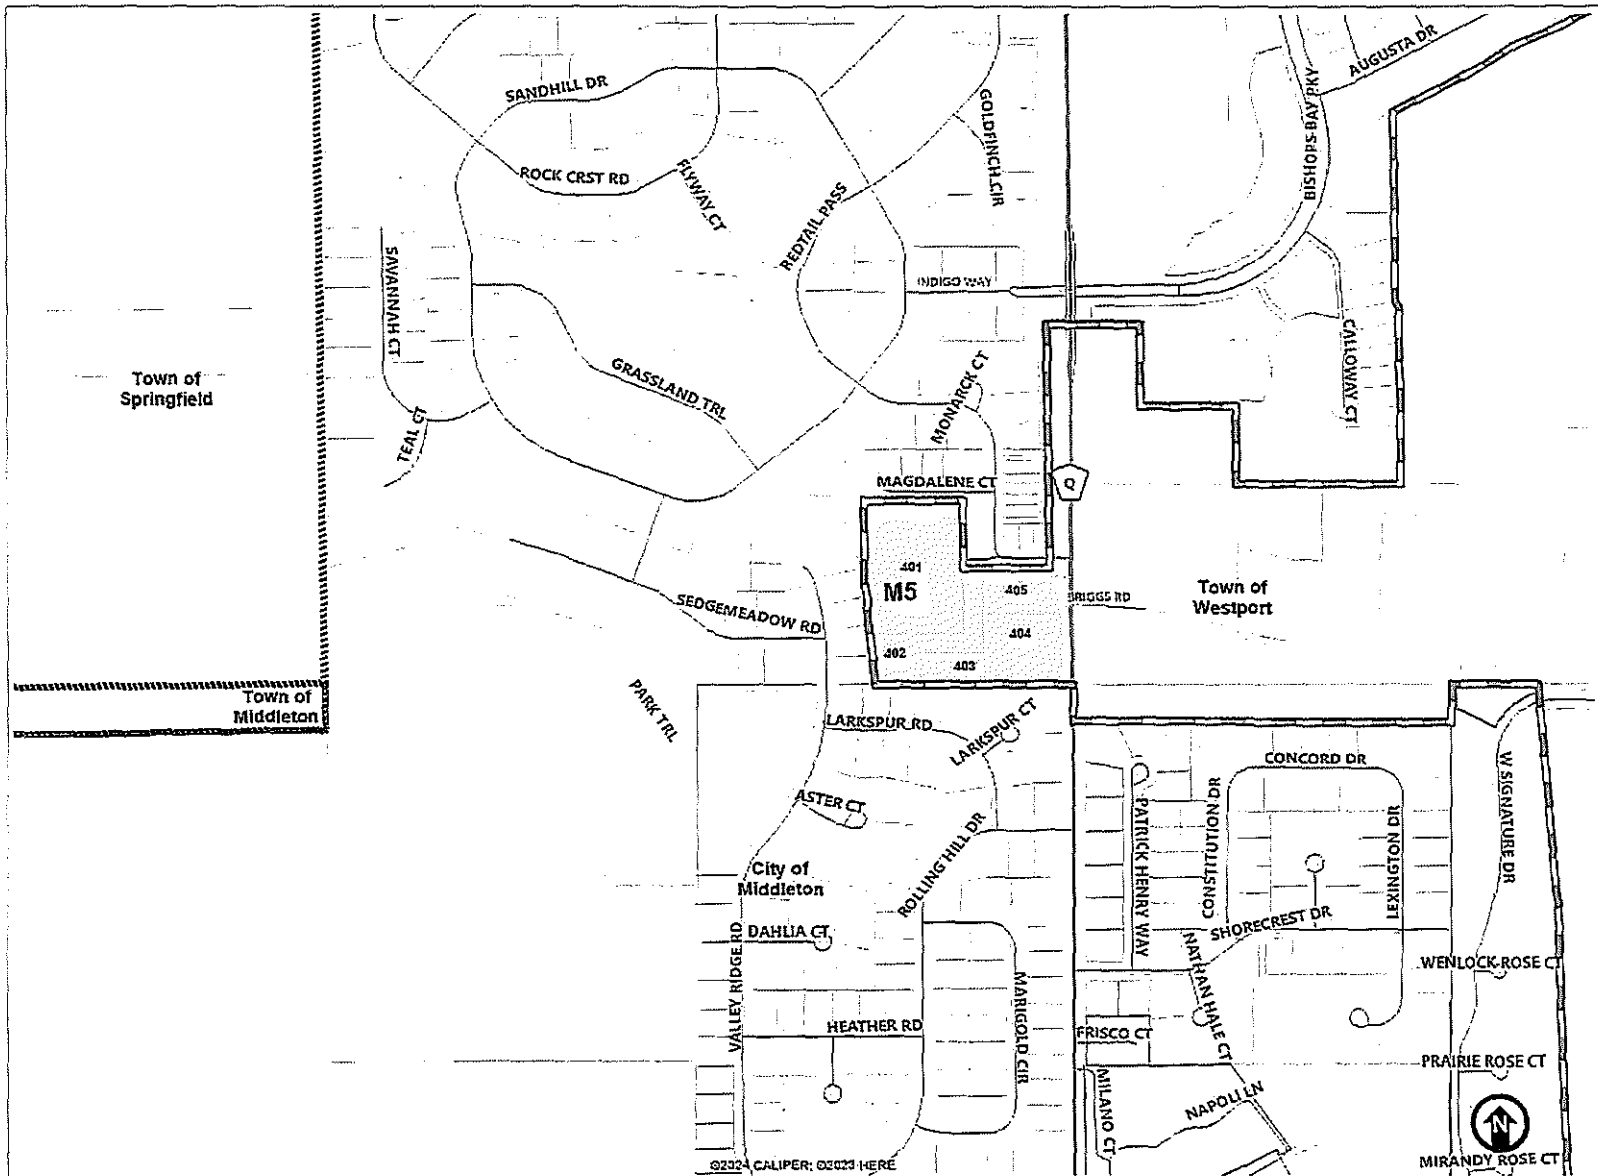 AUGUSTA DR
SANDHILL DR
BISHOPS BAY PKY
GOLDFINCH CIR
ROCK CRST RD
FLYWAY CT
REDTAIL PASS
SAVANNAH CT
INDIGO WAY
CALLOWAY CT
Town of
Springfield
GRASSLAND TRL
MONARCK CT
TEAL CT
MAGDALENE CT
Q
401
M5
405
BRIGGS RD
Town of
Westport
SEDGEMEADOW RD
404
402
403
Town of
Middleton
PARK TRL
LARKSPUR RD
LARKSPUR CT
CONCORD DR
W SIGNATURE DR
ASTER CT
PATRICK HENRY WAY
CONSTITUTION DR
LEXINGTON DR
ROLLING HILL DR
City of
Middleton
SHORECREST DR
DAHLIA CT
VALLEY RIDGE RD
NATHAN HALE CT
WENLOCK ROSE CT
MARIGOLD CIR
HEATHER RD
FRISCO CT
PRAIRIE ROSE CT
MILANO CT
NAPOLI LN
N
MIRANDY ROSE CT
©2024 CALIPER; ©2023 HERE